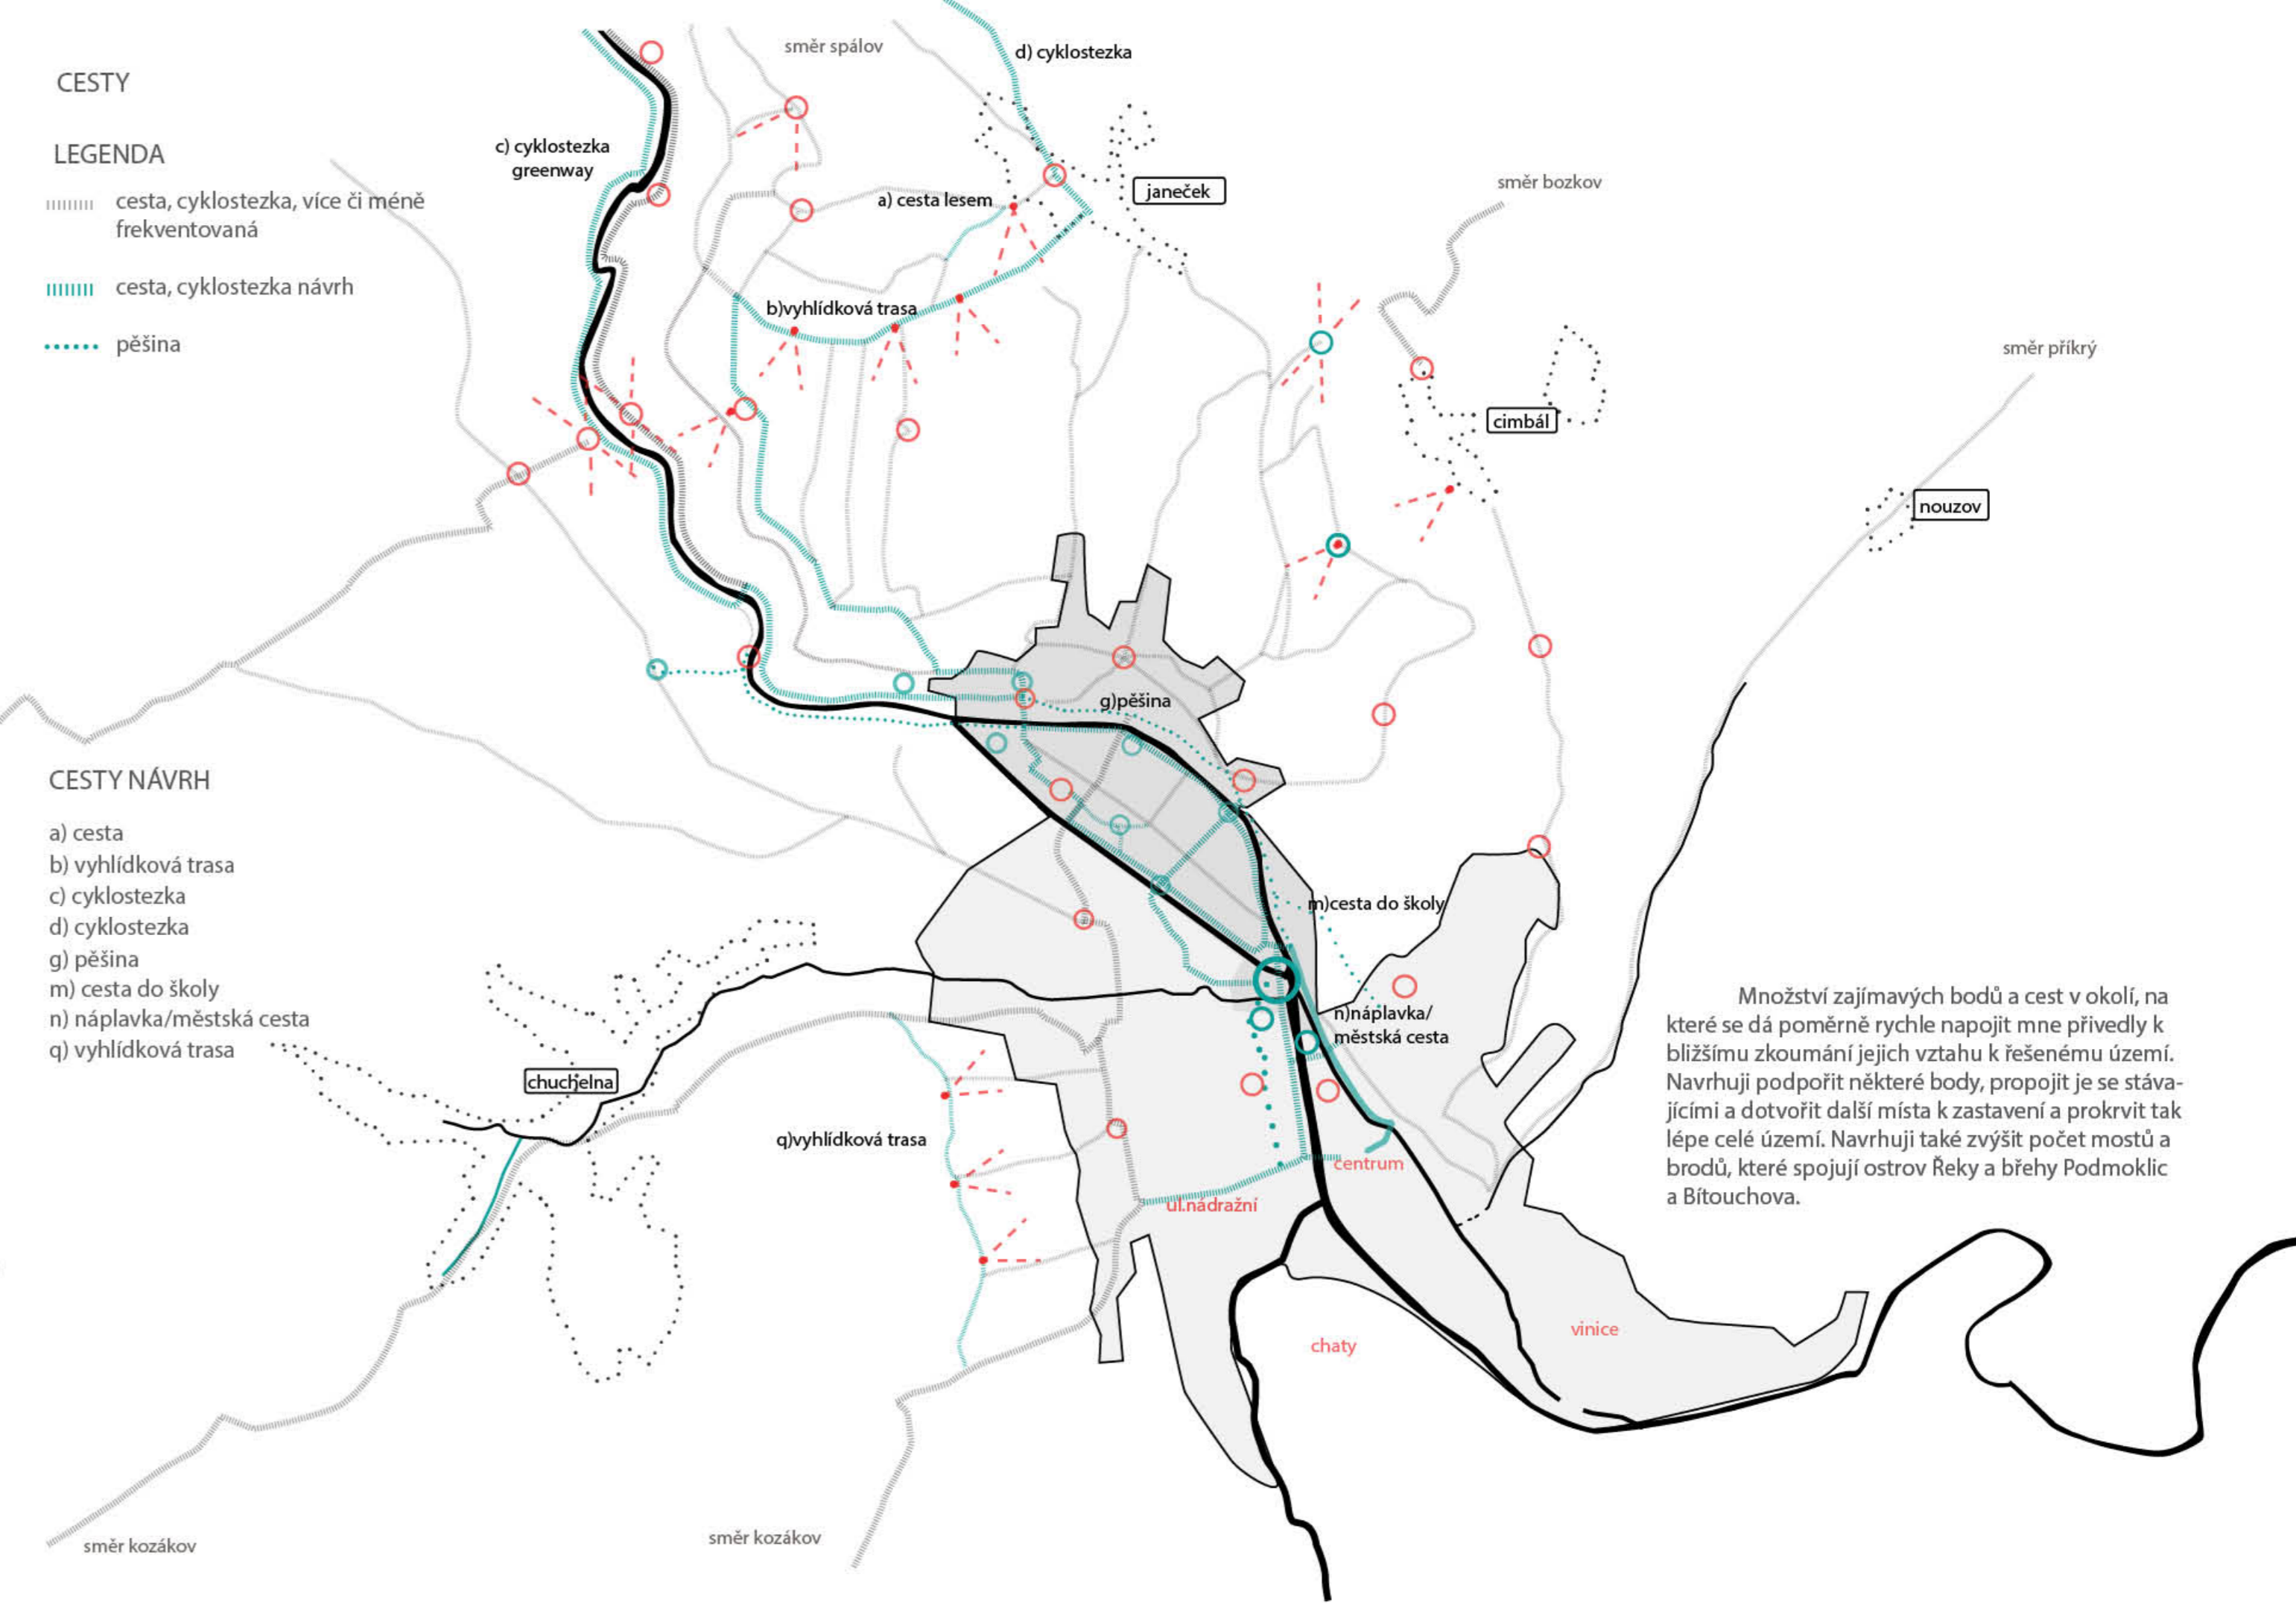 CESTY
LEGENDA
cesta, cyklostezka, více či méně
frekventovaná
cesta, cyklostezka návrh
pěšina
směr spálov
d) cyklostezka
c) cyklostezka
greenway
a) cesta lesem
janeček
směr bozkov
b)vyhlídková trasa
směr příkrý
cimbál
nouzov
g)pěšina
CESTY NÁVRH
a) cesta
b) vyhlídková trasa
c) cyklostezka
d) cyklostezka
g) pěšina
m) cesta do školy
n) náplavka/městská cesta
q) vyhlídková trasa
m)cesta do školy
n)náplavka/
městská cesta
chuchelna
q)vyhlídková trasa
centrum
ul.nádražní
chaty
vinice
Množství zajímavých bodů a cest v okolí, na
které se dá poměrně rychle napojit mne přivedly k
bližšímu zkoumání jejich vztahu k řešenému území.
Navrhuji podpořit některé body, propojit je se stáva-
jícími a dotvořit další místa k zastavení a prokrvit tak
lépe celé území. Navrhuji také zvýšit počet mostů a
brodů, které spojují ostrov Řeky a břehy Podmoklic
a Bítouchova.
směr kozákov
směr kozákov